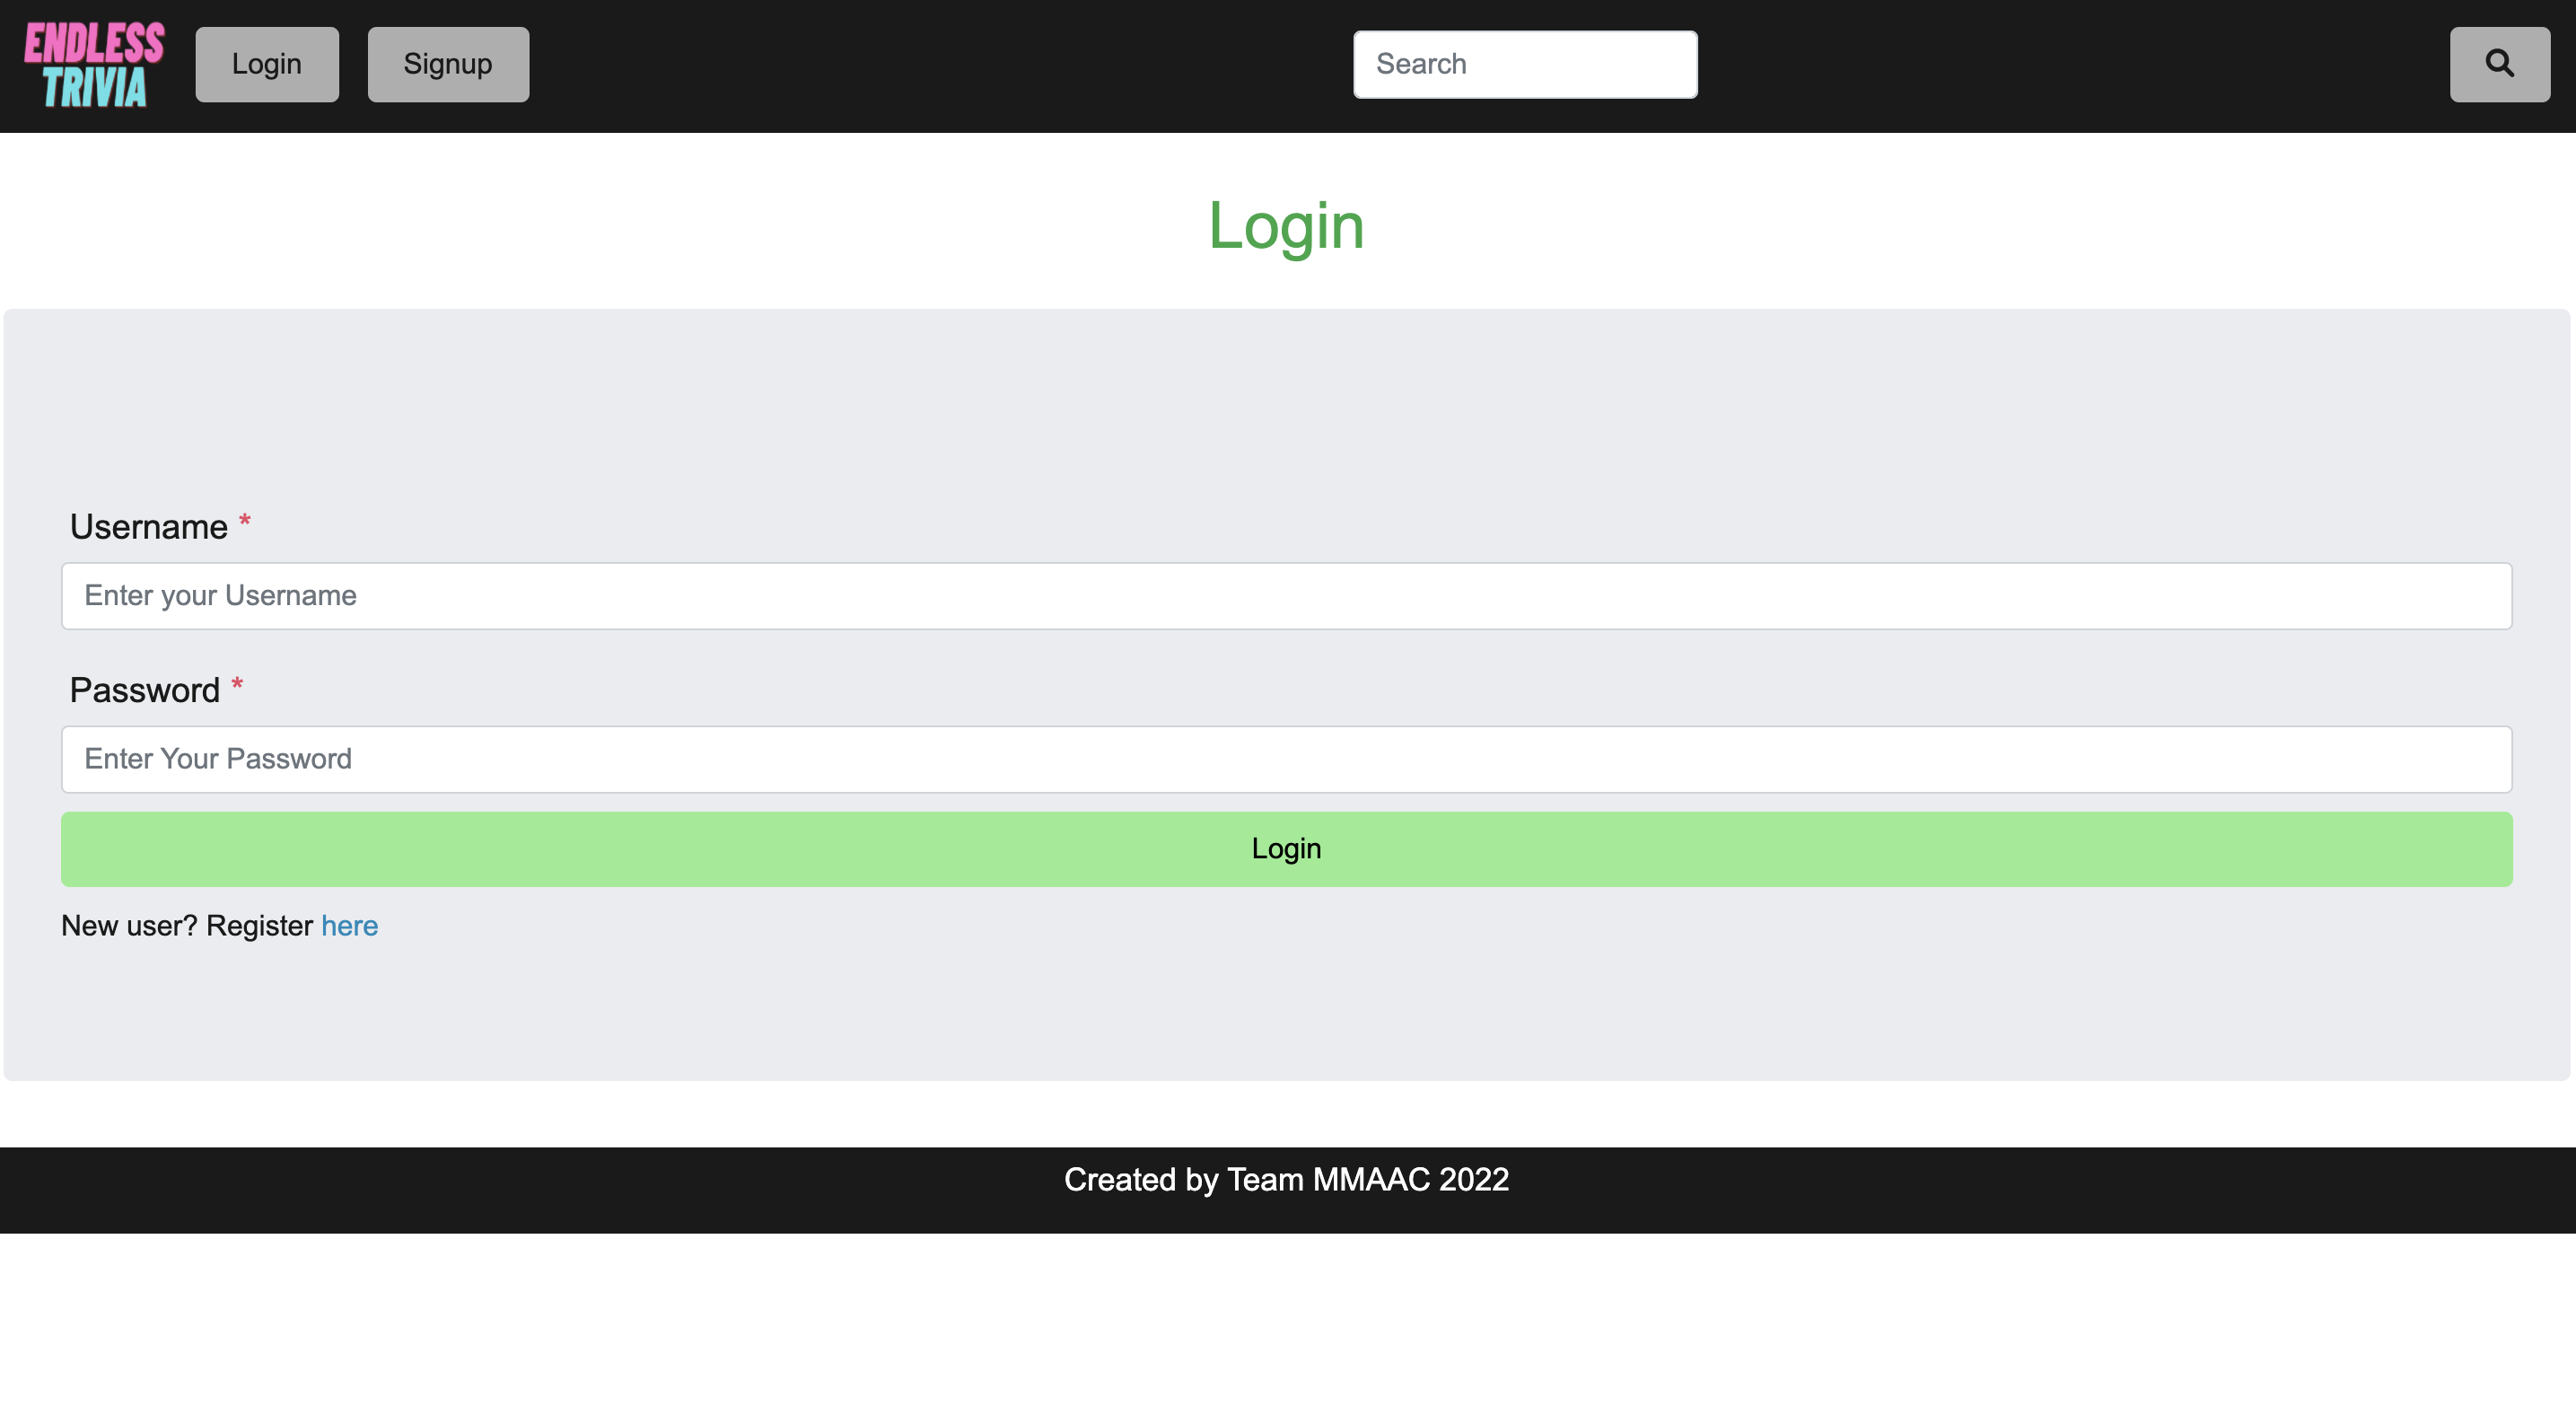 ENDLESS
TRIVIA
Login
Signup
Search
Login
Username *
Enter your Username
Password *
Enter Your Password
Login
New user? Register here
Created by Team MMAAC 2022